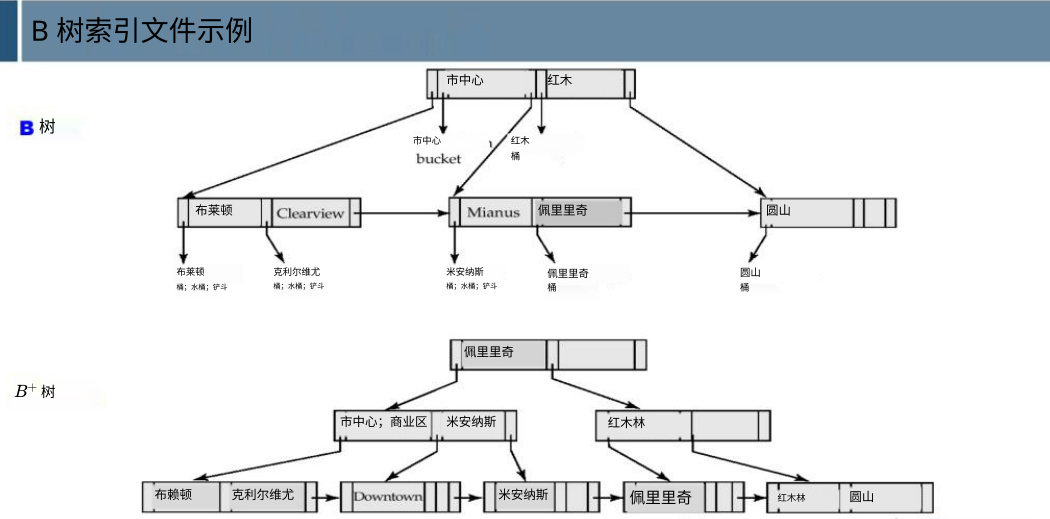 B 树索引文件示例
市中心 红木
B 树
市中心
bucket
红木
桶
布莱顿 Clearview Mianus 佩里里奇 圆山
布莱顿
桶；水桶；铲斗
克利尔维尤
桶；水桶；铲斗
米安纳斯
桶；水桶；铲斗
佩里里奇
桶
圆山
桶
佩里里奇
B+ 树
市中心；商业区 米安纳斯 红木林
布赖顿 克利尔维尤 Downtown 米安纳斯 佩里里奇 红木林 圆山